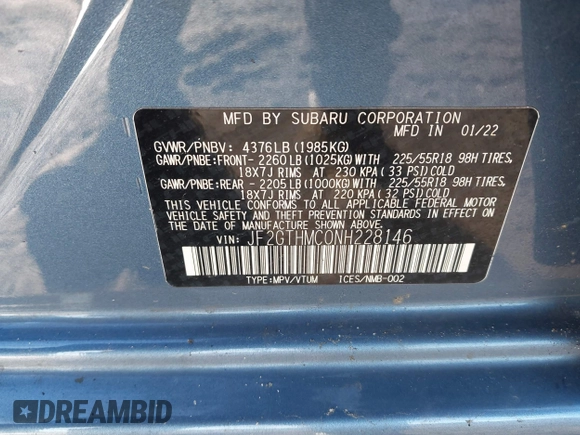 MFD BY SUBARU CORPORATION
MFD IN 01/22
GVWR/PNBV: 4376LB(1985KG)
GAWR/PNBE:FRONT- 2260LB(1025KG)WITH 225/55R18 98H TIRES,
18X7J RIMS AT 230 KPA( 33 PSI)COLD
GAWR/PNBE:REAR - 2205LB(1000KG)WITH 225/55R18 98H TIRES,
18X7J RIMS AT 220 KPA( 32 PSI)COLD
THIS VEHICLE CONFORMS TO ALL APPLICABLE FEDERAL MOTOR
VEHICLE SAFETY AND THEFT PREVENTION STANDARDS
IN EFFECT ON THE DATE OF MANUFACTURE SHOWN ABOVE.
VIN: JF2GTHMC0NH228146
TYPE:MPV/VTUM ICES/NMB-002
DREAMBID